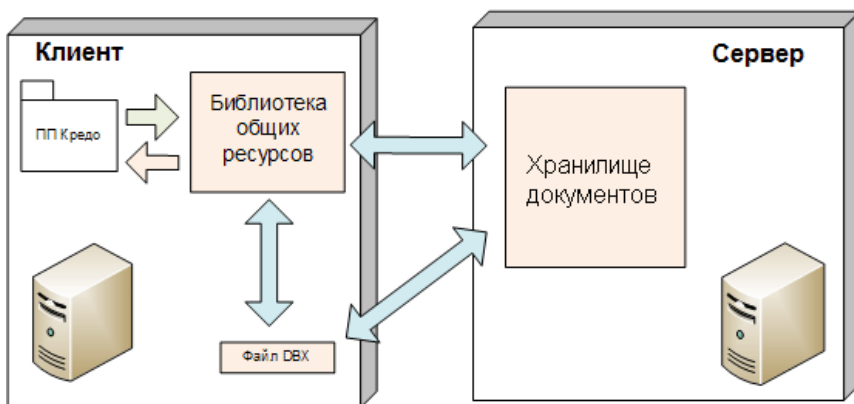 Клиент
ПП Кредо
Библиотека
общих
ресурсов
Файл DBX
Сервер
Хранилище
документов